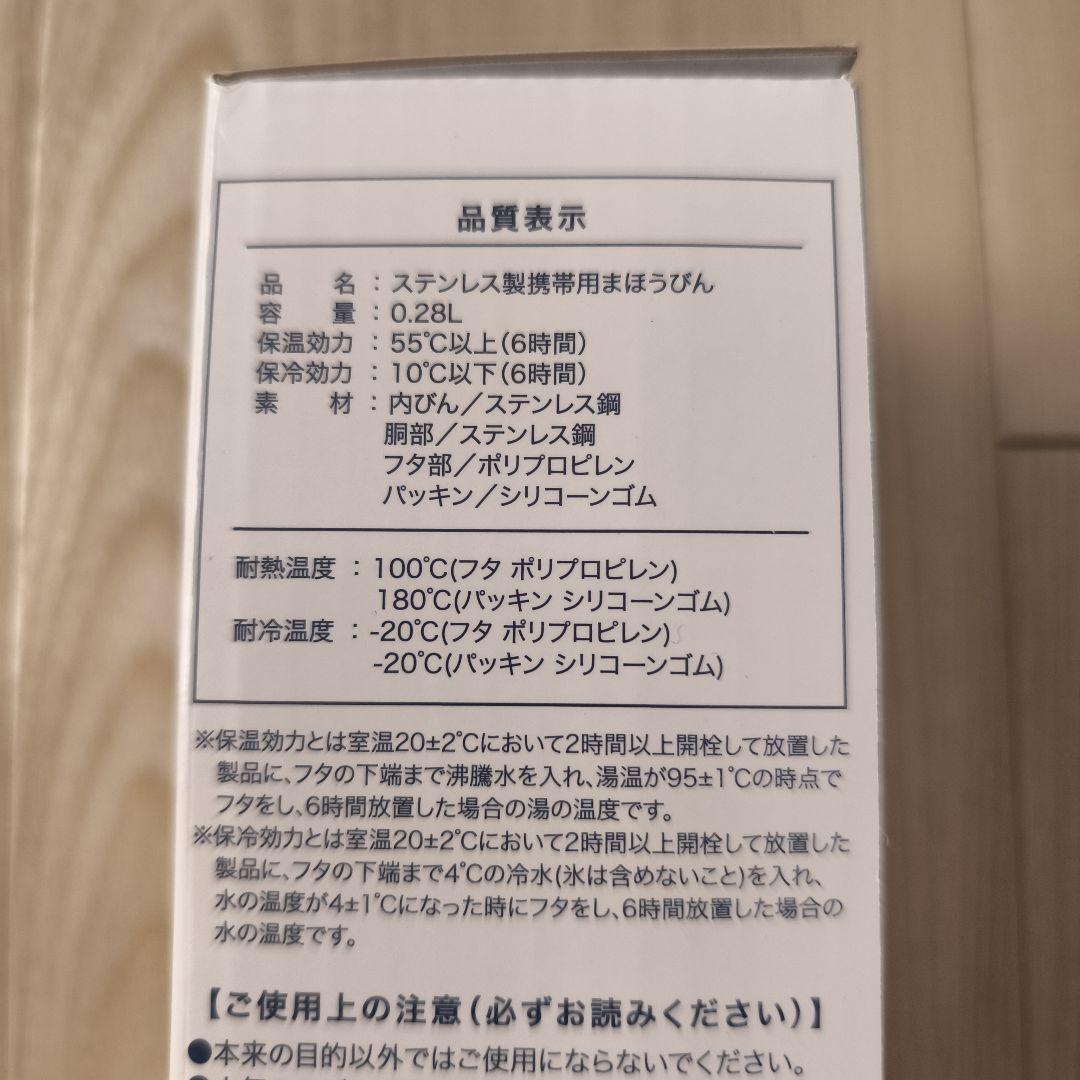 品質表示
品名：ステンレス製携帯用まほうびん
容量：0.28L
保温効力：55℃以上（6時間）
保冷効力：10℃以下（6時間）
素材：内びん／ステンレス鋼
胴部／ステンレス鋼
フタ部／ポリプロピレン
パッキン／シリコーンゴム
耐熱温度：100℃(フタ ポリプロピレン)
180℃(パッキン シリコーンゴム)
耐冷温度：-20℃(フタ ポリプロピレン)
-20℃(パッキン シリコーンゴム)
※保温効力とは室温20±2℃において2時間以上開栓して放置した
製品に、フタの下端まで沸騰水を入れ、湯温が95±1℃の時点で
フタをし、6時間放置した場合の湯の温度です。
※保冷効力とは室温20±2℃において2時間以上開栓して放置した
製品に、フタの下端まで4℃の冷水(氷は含めないこと)を入れ、
水の温度が4±1℃になった時にフタをし、6時間放置した場合の
水の温度です。
【ご使用上の注意（必ずお読みください）】
●本来の目的以外ではご使用にならないでください。